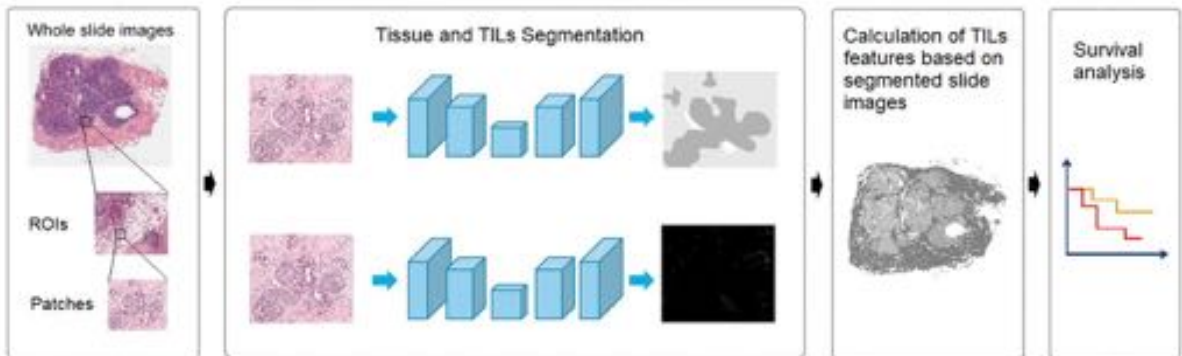 Whole slide images
ROIs
Patches
Tissue and TILs Segmentation
Calculation of TILs
features based on
segmented slide
images
Survival
analysis